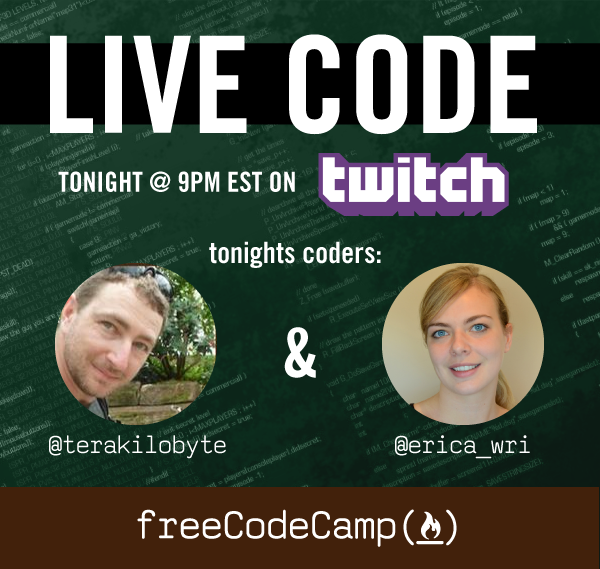 LIVE CODE
TONIGHT @ 9PM EST ON twitch
tonights coders:
&
@terakilobyte @erica_wri
freeCodeCamp()